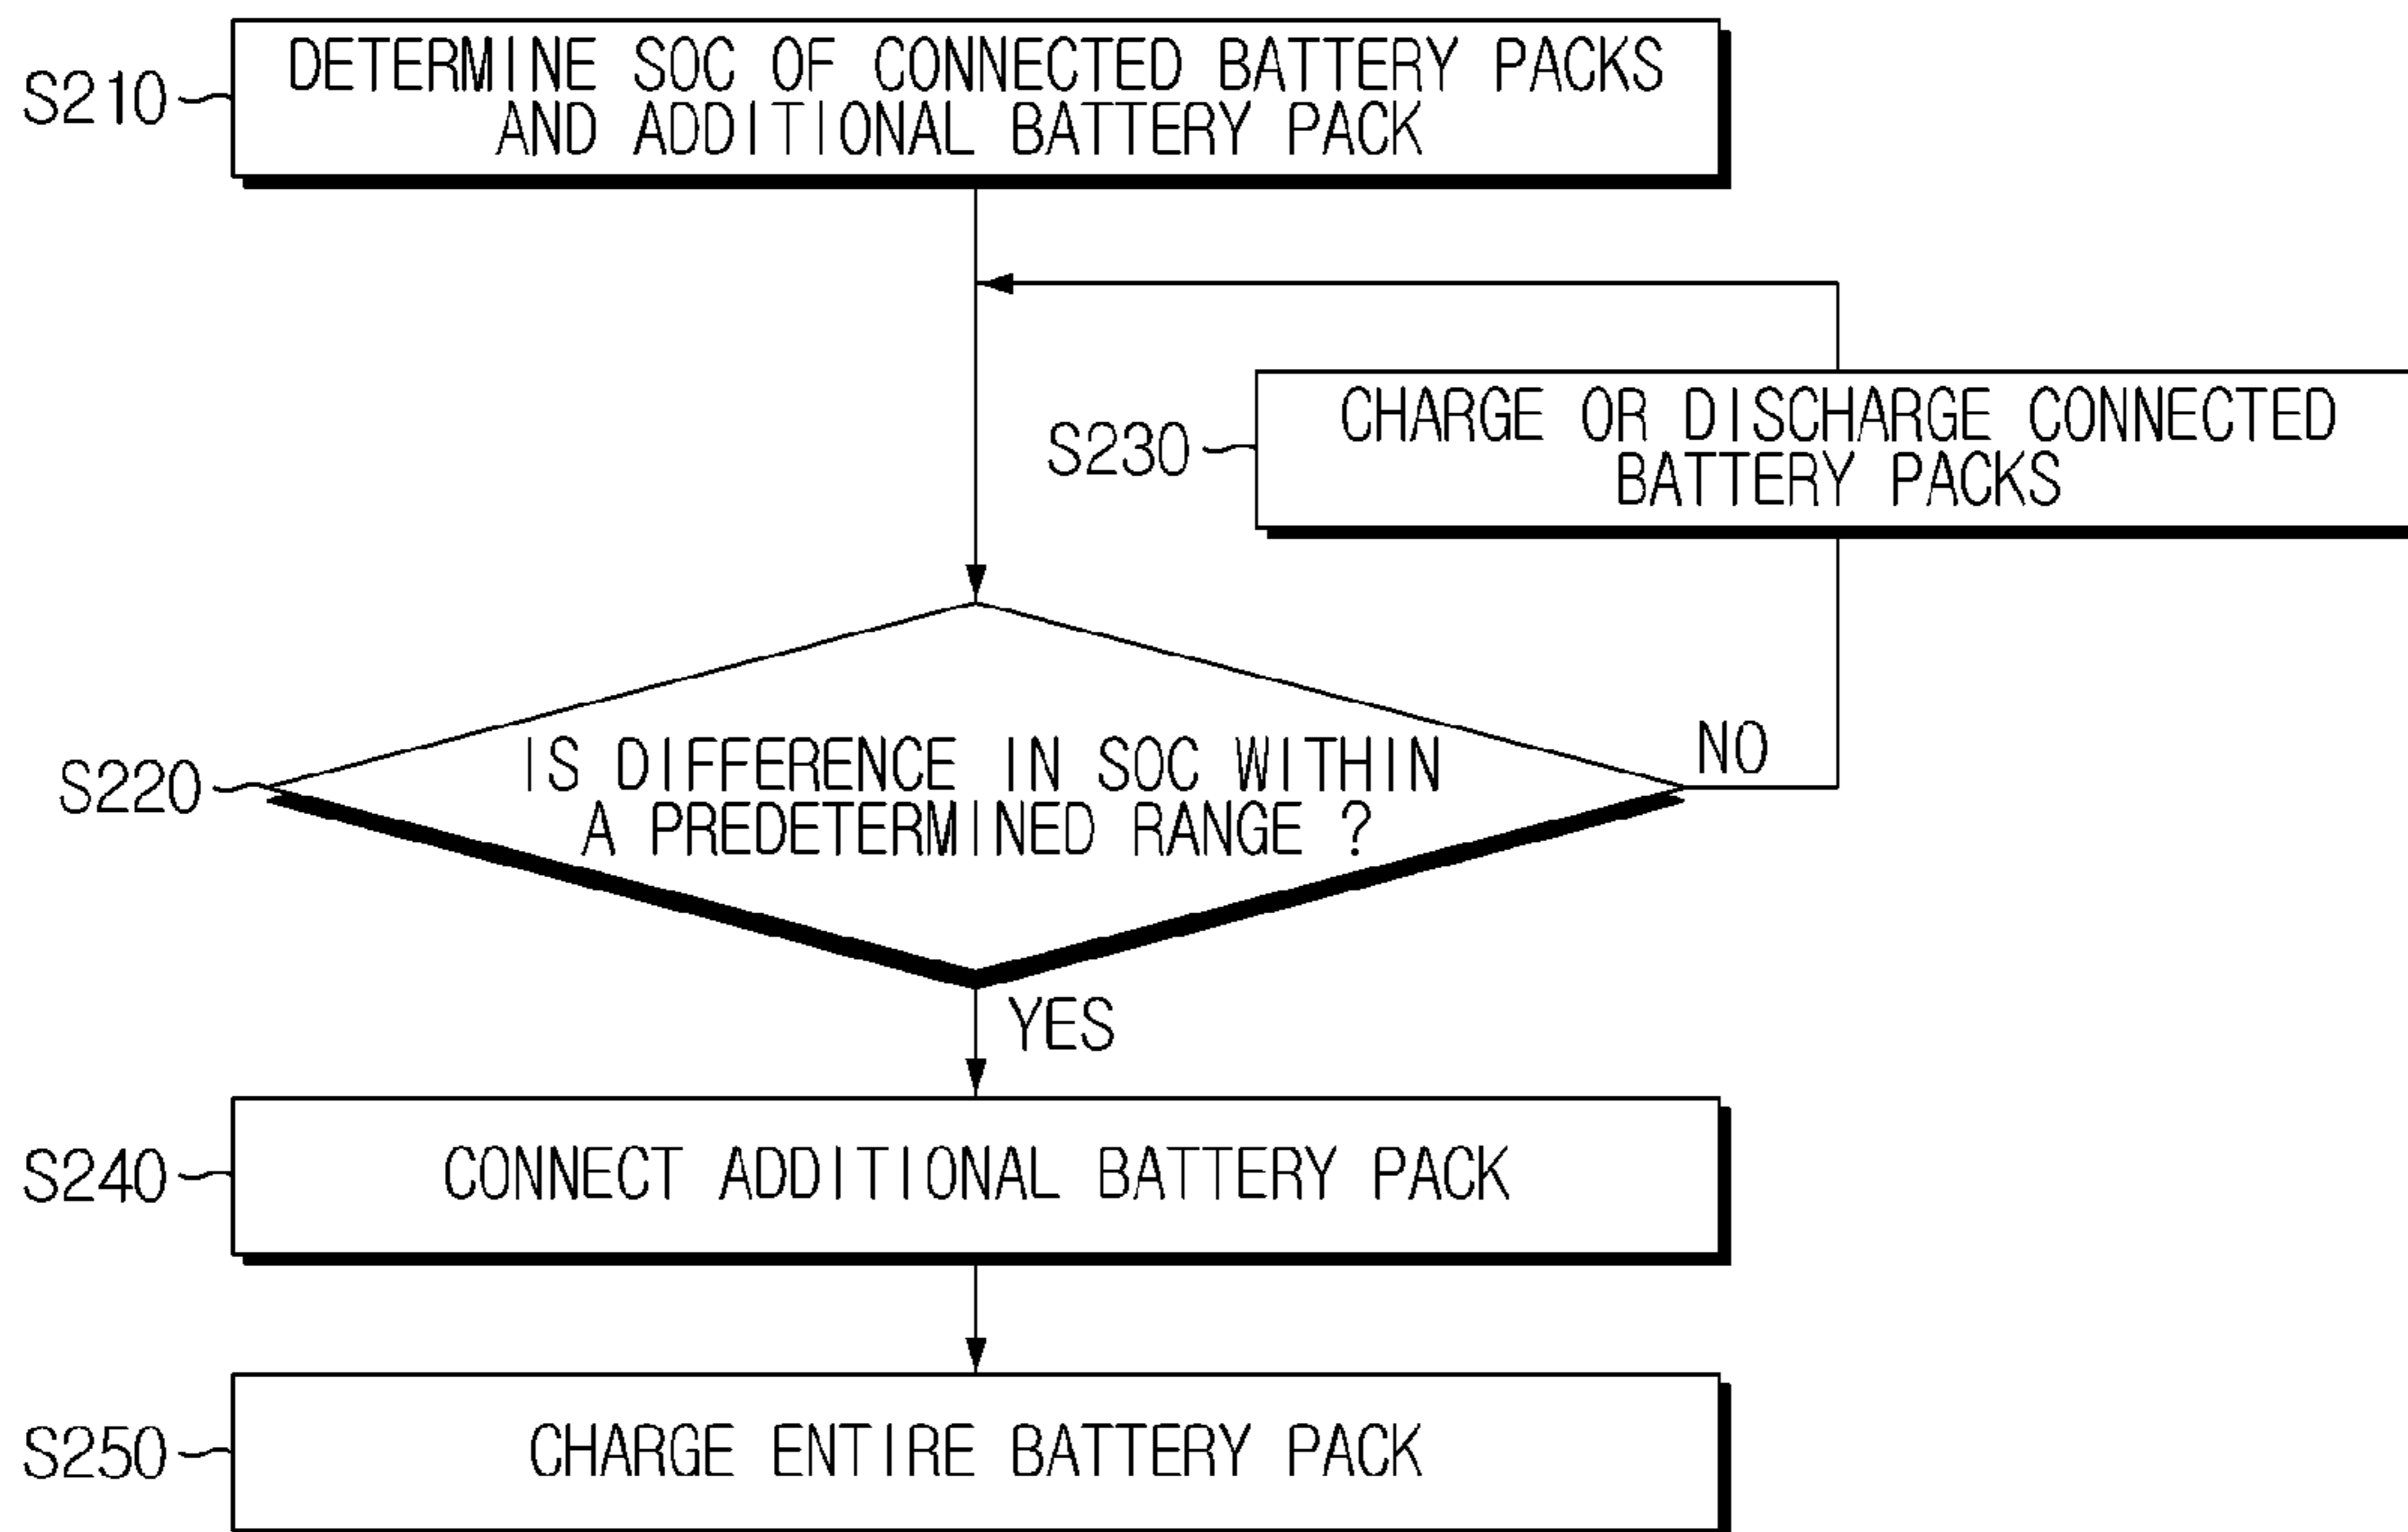 S210
DETERMINE SOC OF CONNECTED BATTERY PACKS
AND ADDITIONAL BATTERY PACK
S230
CHARGE OR DISCHARGE CONNECTED
BATTERY PACKS
S220
IS DIFFERENCE IN SOC WITHIN
A PREDETERMINED RANGE ?
NO
YES
S240
CONNECT ADDITIONAL BATTERY PACK
S250
CHARGE ENTIRE BATTERY PACK